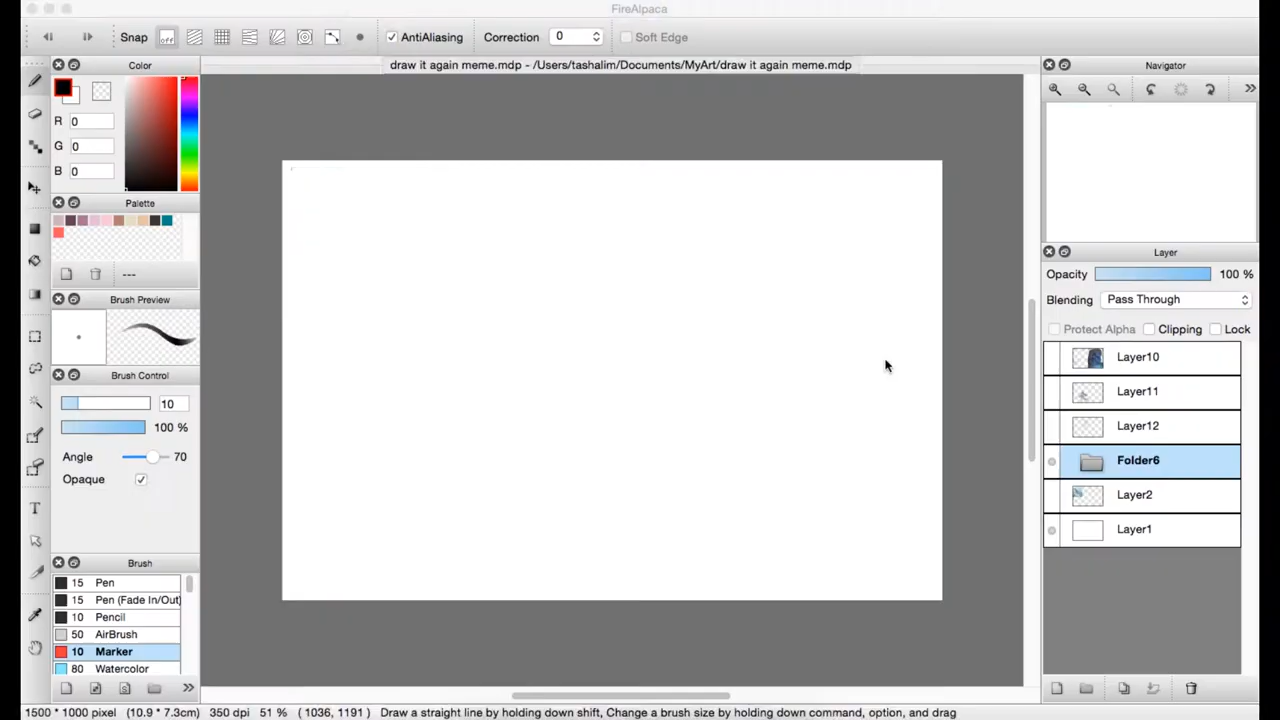 FireAlpaca
Snap off AntiAliasing Correction 0 Soft Edge
Color
draw it again meme.mdp - /Users/tashalim/Documents/MyArt/draw it again meme.mdp
Navigator
R 0
G 0
B 0
Palette
---
Brush Preview
Brush Control
10
100 %
Angle 70
Opaque
Brush
15 Pen
15 Pen (Fade In/Out)
10 Pencil
50 AirBrush
10 Marker
80 Watercolor
Layer
Opacity 100 %
Blending Pass Through
Protect Alpha Clipping Lock
Layer10
Layer11
Layer12
Folder6
Layer2
Layer1
1500 * 1000 pixel (10.9 * 7.3cm) 350 dpi 51 % ( 1036, 1191 ) Draw a straight line by holding down shift, Change a brush size by holding down command, option, and drag